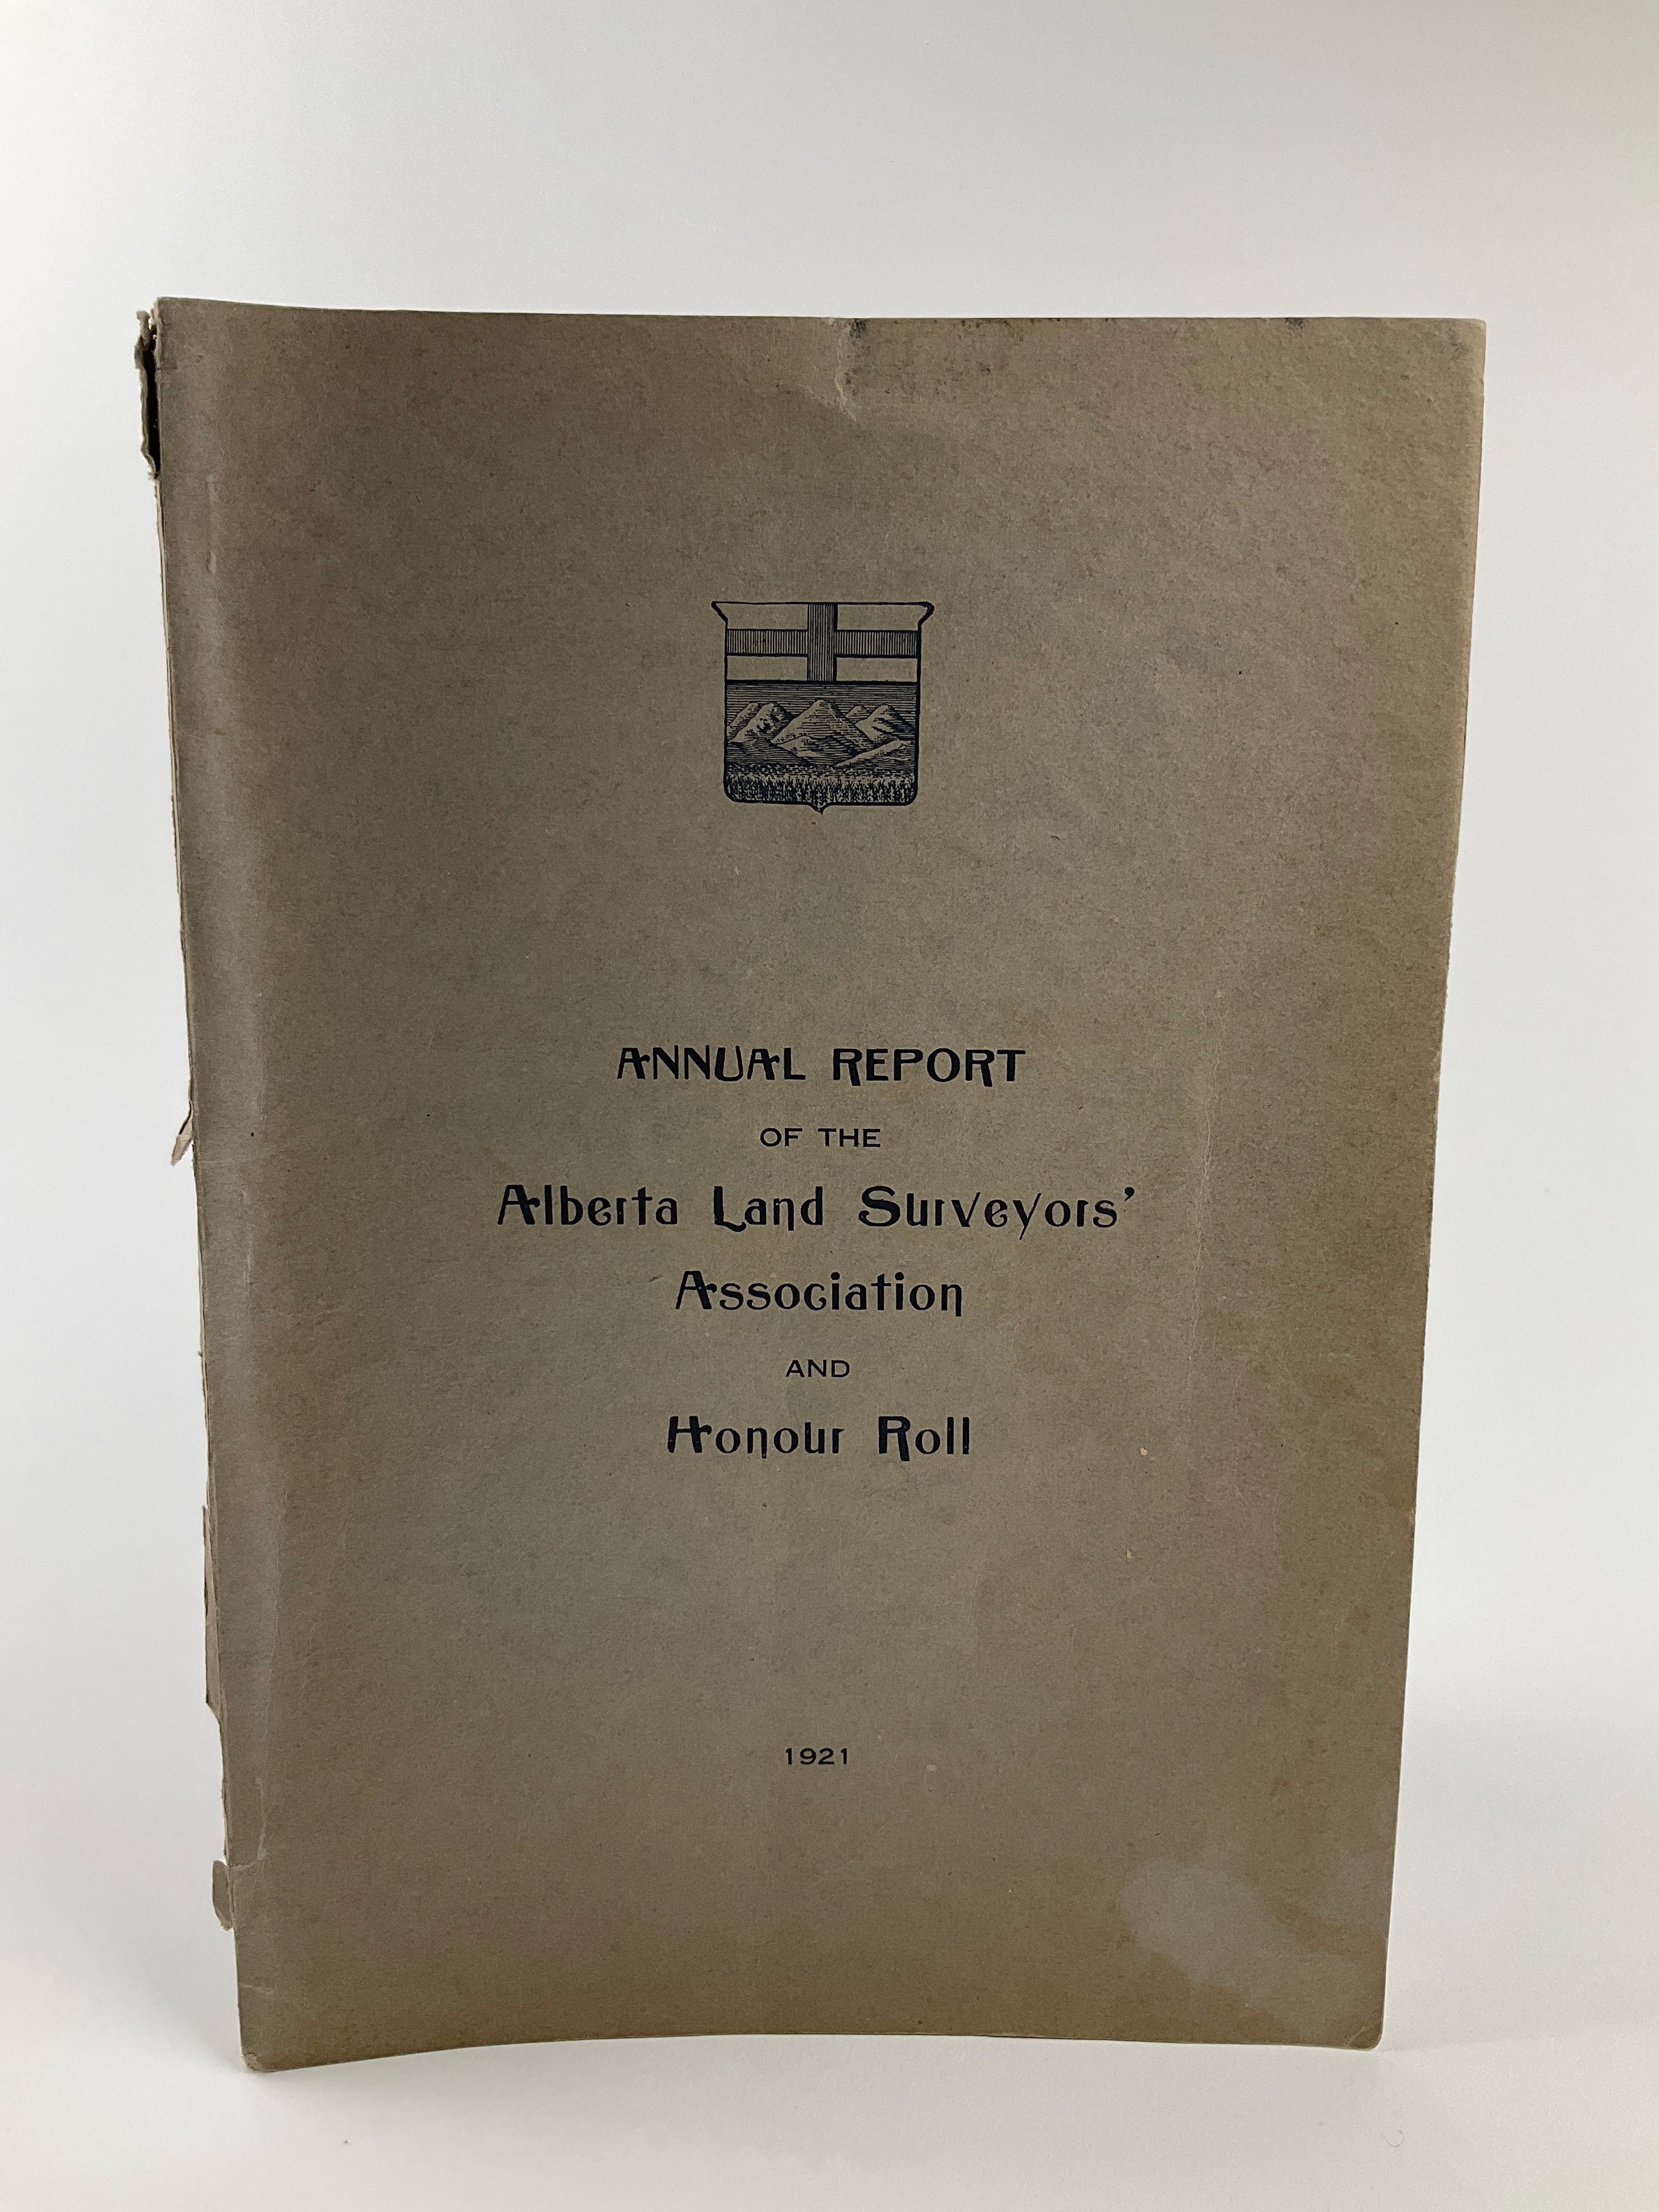 ANNUAL REPORT
OF THE
Alberta Land Surveyors'
Association
AND
Honour Roll
1921